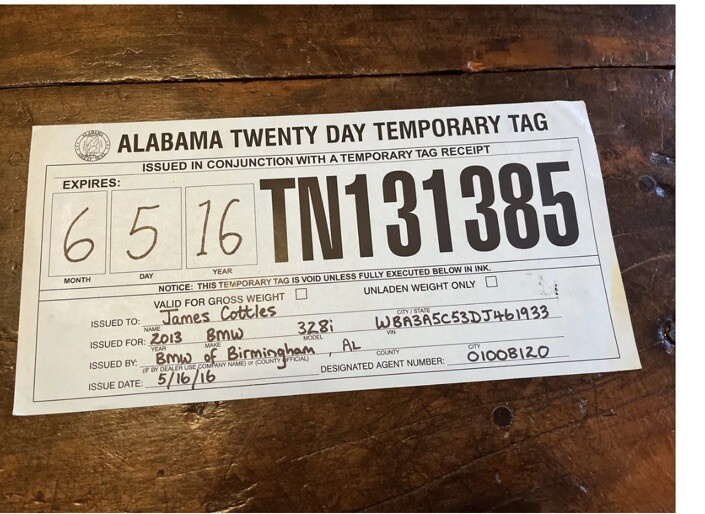 ALABAMA TWENTY DAY TEMPORARY TAG
ISSUED IN CONJUNCTION WITH A TEMPORARY TAG RECEIPT
EXPIRES:
6 5 16
MONTH DAY YEAR
TN131385
NOTICE: THIS TEMPORARY TAG IS VOID UNLESS FULLY EXECUTED BELOW IN INK.
VALID FOR GROSS WEIGHT UNLADEN WEIGHT ONLY
ISSUED TO: James Cottles
NAME CITY / STATE
ISSUED FOR: 2013 BMW 328i WBA3A5C53DJ461933
YEAR MAKE MODEL VIN
ISSUED BY: BMW of Birmingham, AL
(IF BY DEALER USE COMPANY NAME) or (COUNTY OFFICIAL) COUNTY CITY
ISSUE DATE: 5/16/16 DESIGNATED AGENT NUMBER: 01008120